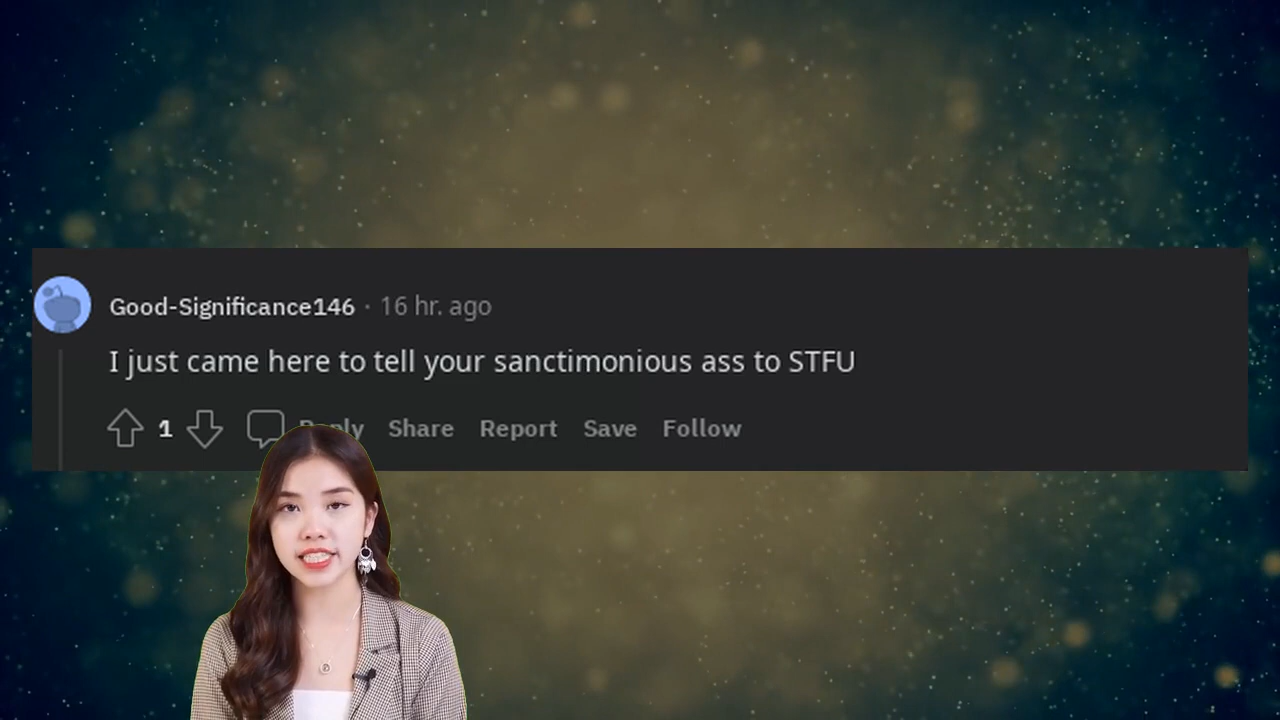 Good-Significance146 · 16 hr. ago
I just came here to tell your sanctimonious ass to STFU
1 Reply Share Report Save Follow